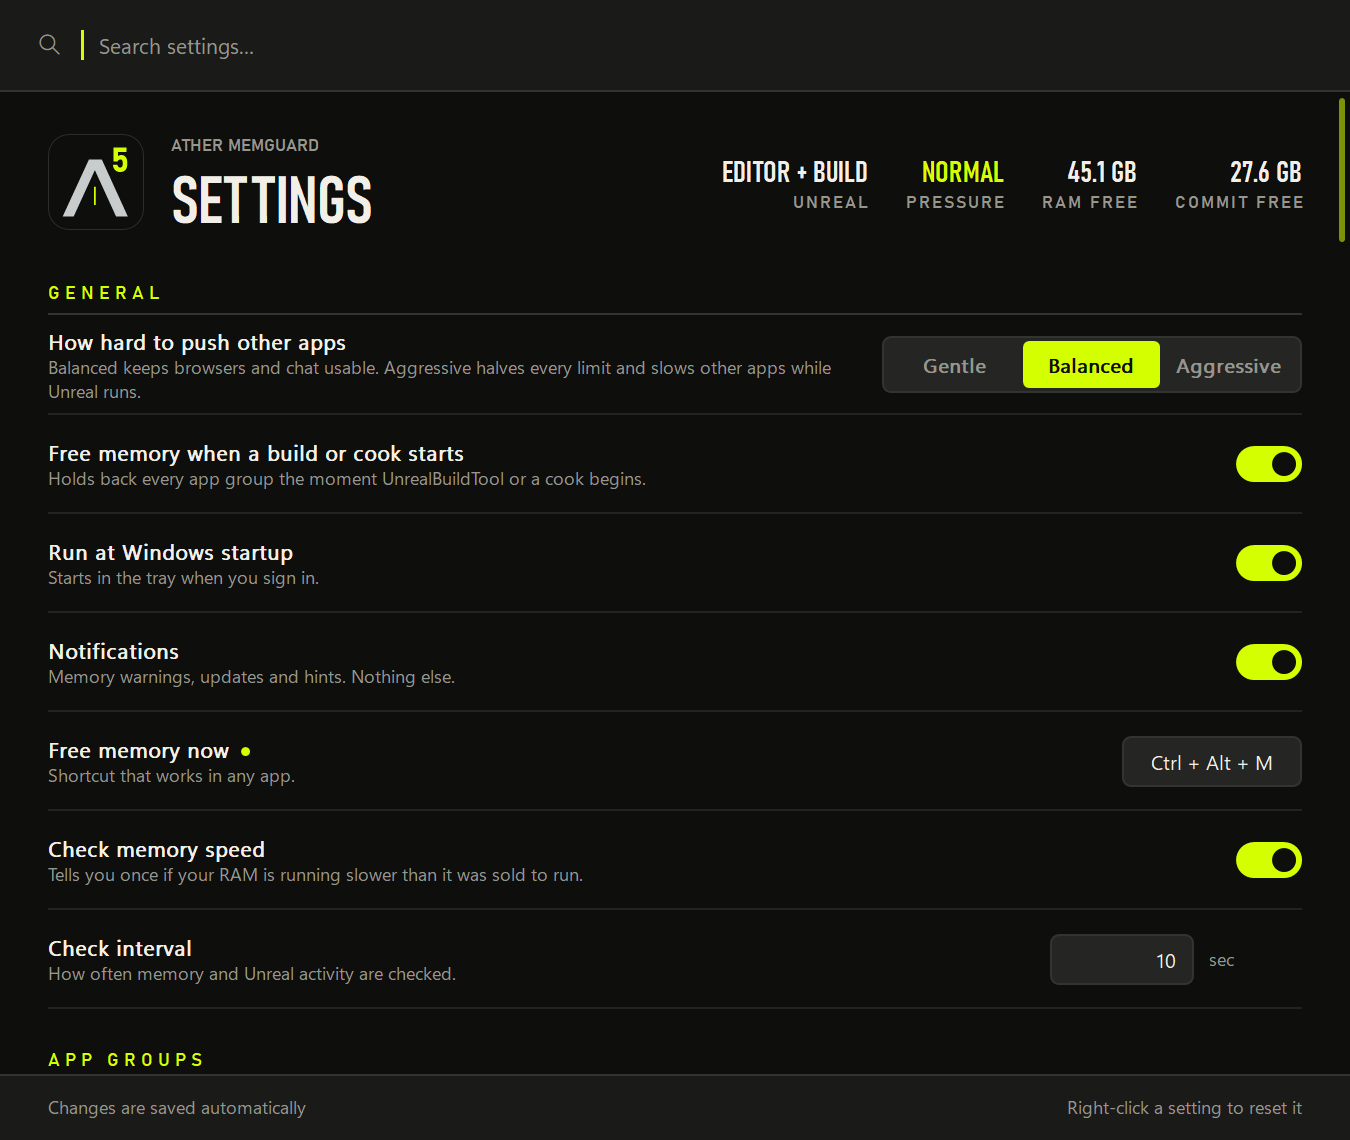 Search settings...
5
ATHER MEMGUARD
SETTINGS
EDITOR + BUILD
UNREAL
NORMAL
PRESSURE
45.1 GB
RAM FREE
27.6 GB
COMMIT FREE
GENERAL
How hard to push other apps
Balanced keeps browsers and chat usable. Aggressive halves every limit and slows other apps while
Unreal runs.
Gentle
Balanced
Aggressive
Free memory when a build or cook starts
Holds back every app group the moment UnrealBuildTool or a cook begins.
Run at Windows startup
Starts in the tray when you sign in.
Notifications
Memory warnings, updates and hints. Nothing else.
Free memory now
Shortcut that works in any app.
Ctrl + Alt + M
Check memory speed
Tells you once if your RAM is running slower than it was sold to run.
Check interval
How often memory and Unreal activity are checked.
10 sec
APP GROUPS
Changes are saved automatically
Right-click a setting to reset it